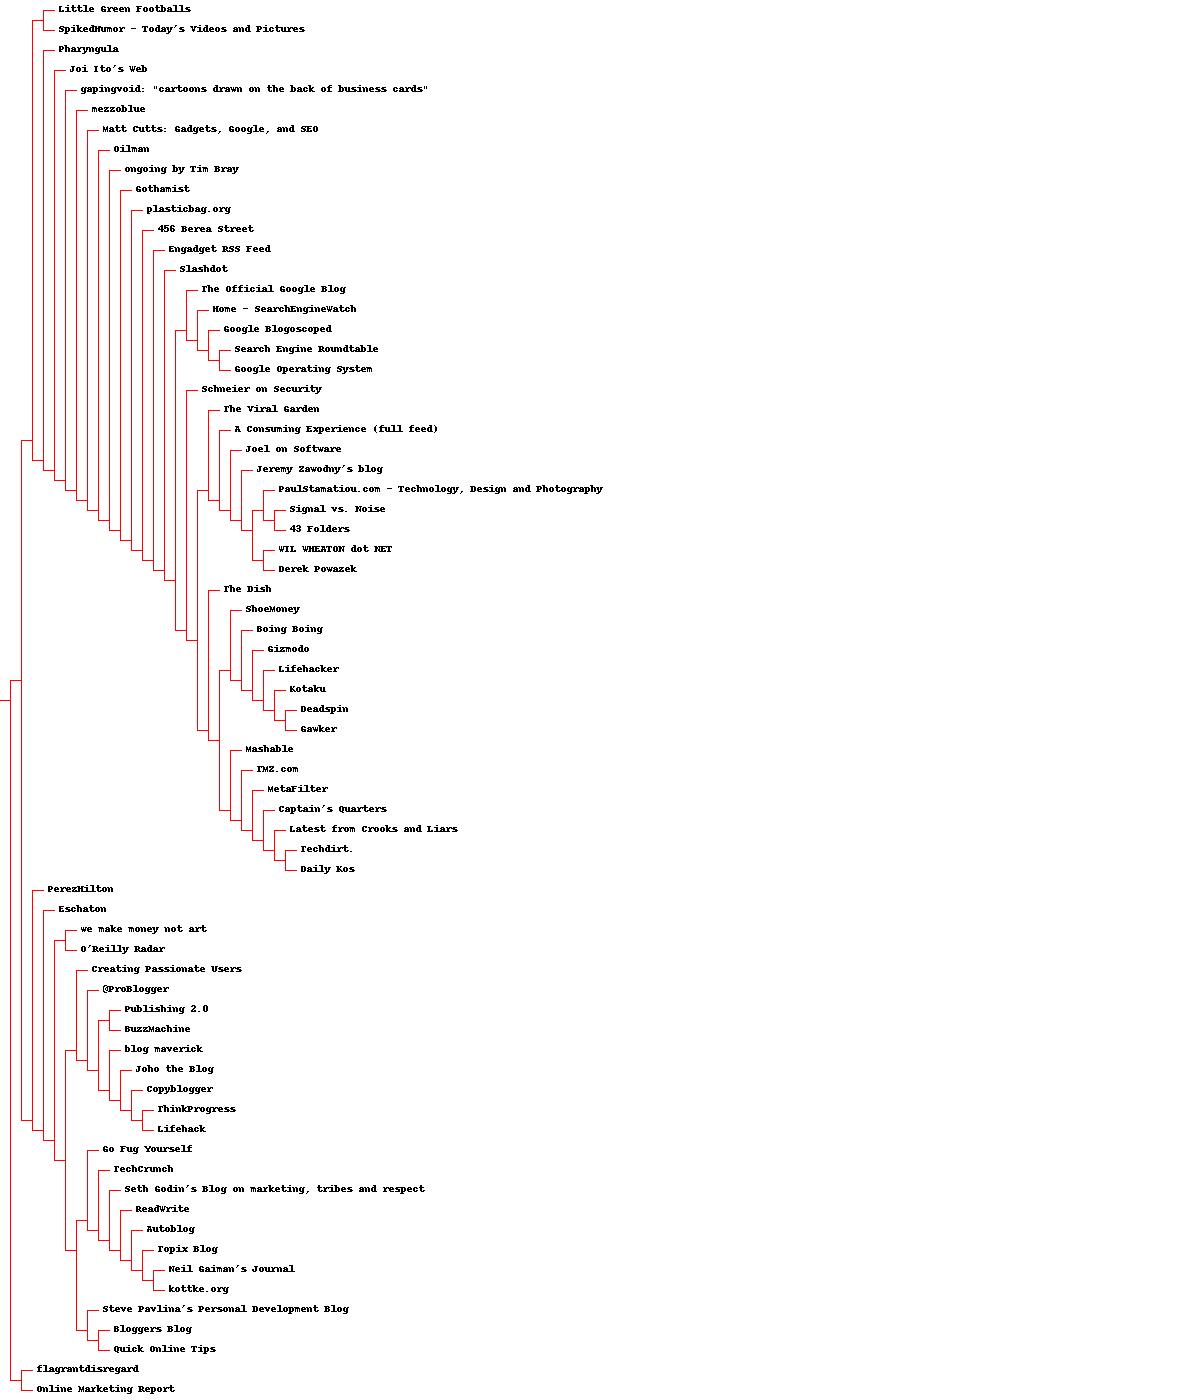 Little Green Footballs
SpikedHumor - Today's Videos and Pictures
Pharyngula
Joi Ito's Web
gapingvoid: "cartoons drawn on the back of business cards"
mezzoblue
Matt Cutts: Gadgets, Google, and SEO
Oilman
ongoing by Tim Bray
Gothamist
plasticbag.org
456 Berea Street
Engadget RSS Feed
Slashdot
The Official Google Blog
Home - SearchEngineWatch
Google Blogoscoped
Search Engine Roundtable
Google Operating System
Schneier on Security
The Viral Garden
A Consuming Experience (full feed)
Joel on Software
Jeremy Zawodny's blog
PaulStamatiou.com - Technology, Design and Photography
Signal vs. Noise
43 Folders
WIL WHEATON dot NET
Derek Powazek
The Dish
ShoeMoney
Boing Boing
Gizmodo
Lifehacker
Kotaku
Deadspin
Gawker
Mashable
TMZ.com
MetaFilter
Captain's Quarters
Latest from Crooks and Liars
Techdirt.
Daily Kos
PerezHilton
Eschaton
we make money not art
O'Reilly Radar
Creating Passionate Users
@ProBlogger
Publishing 2.0
BuzzMachine
blog maverick
Joho the Blog
Copyblogger
ThinkProgress
Lifehack
Go Fug Yourself
TechCrunch
Seth Godin's Blog on marketing, tribes and respect
ReadWrite
Autoblog
Topix Blog
Neil Gaiman's Journal
kottke.org
Steve Pavlina's Personal Development Blog
Bloggers Blog
Quick Online Tips
flagrantdisregard
Online Marketing Report